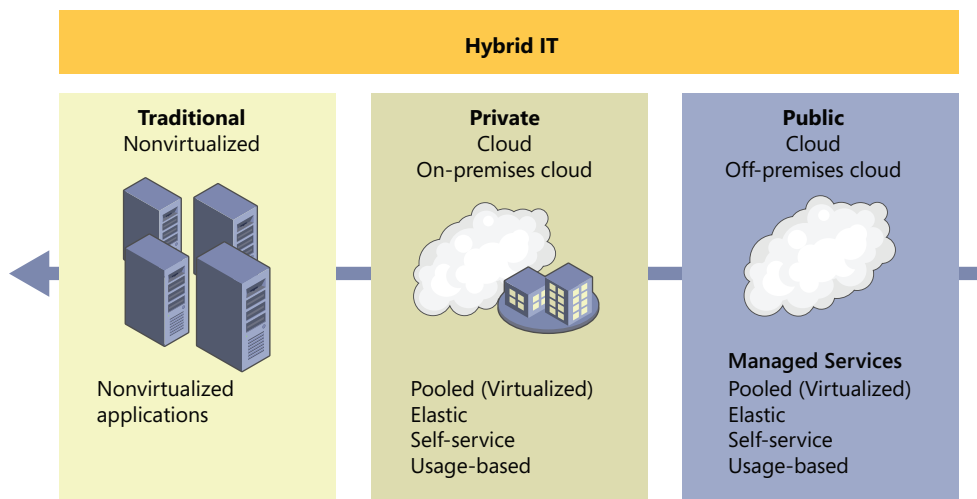 Hybrid IT
Traditional
Nonvirtualized
Nonvirtualized
applications
Private
Cloud
On-premises cloud
Pooled (Virtualized)
Elastic
Self-service
Usage-based
Public
Cloud
Off-premises cloud
Managed Services
Pooled (Virtualized)
Elastic
Self-service
Usage-based